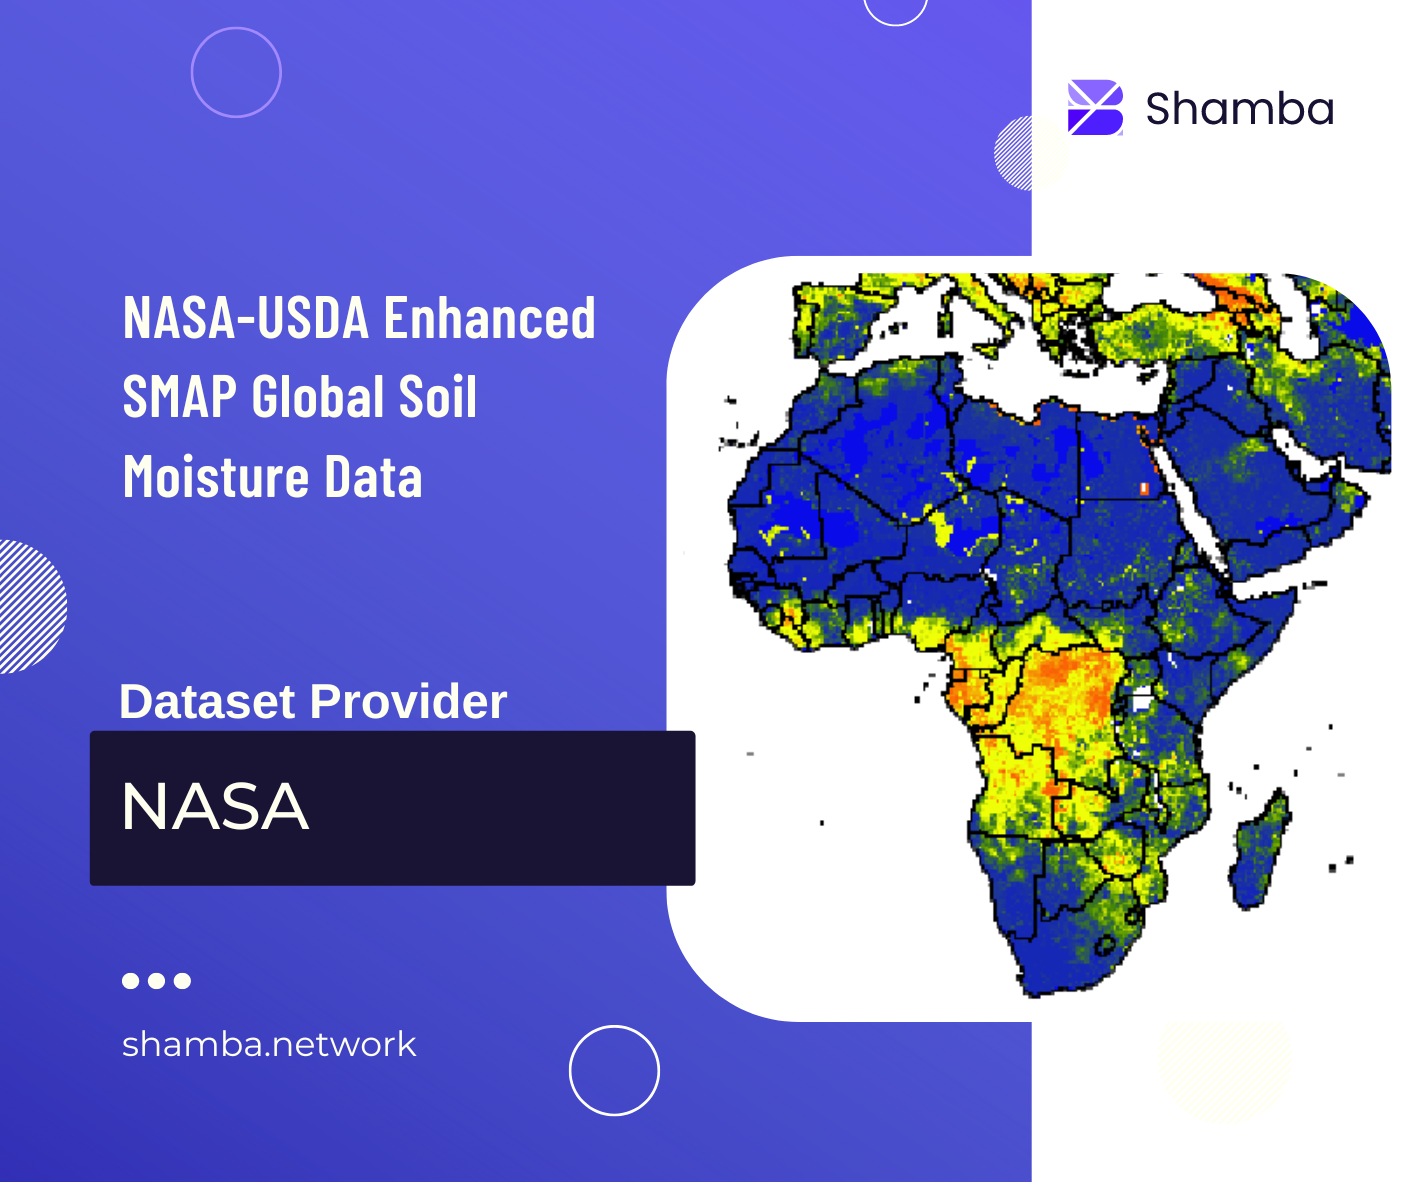 Shamba
NASA-USDA Enhanced
SMAP Global Soil
Moisture Data
Dataset Provider
NASA
shamba.network